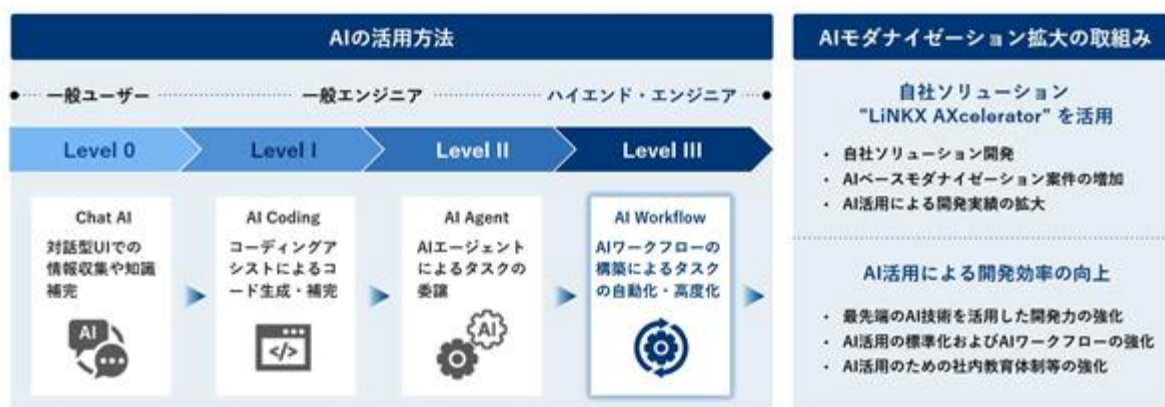 AIの活用方法
一般ユーザー
一般エンジニア
ハイエンド・エンジニア
Level 0
Level I
Level II
Level III
Chat AI
対話型UIでの
情報収集や知識
補完
AI
AI Coding
コーディングア
シストによるコ
ード生成・補完
</>
AI Agent
AIエージェント
によるタスクの
委譲
AI
AI Workflow
AIワークフローの
構築によるタスク
の自動化・高度化
AIモダナイゼーション拡大の取組み
自社ソリューション
"LiNKX AXcelerator" を活用
・ 自社ソリューション開発
・ AIベースモダナイゼーション案件の増加
・ AI活用による開発実績の拡大
AI活用による開発効率の向上
・ 最先端のAI技術を活用した開発力の強化
・ AI活用の標準化およびAIワークフローの強化
・ AI活用のための社内教育体制等の強化